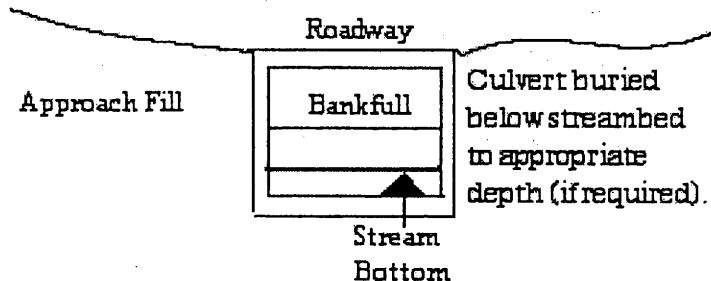 Roadway
Approach Fill
Bankfull
Culvert buried
below streambed
to appropriate
depth (if required).
Stream
Bottom